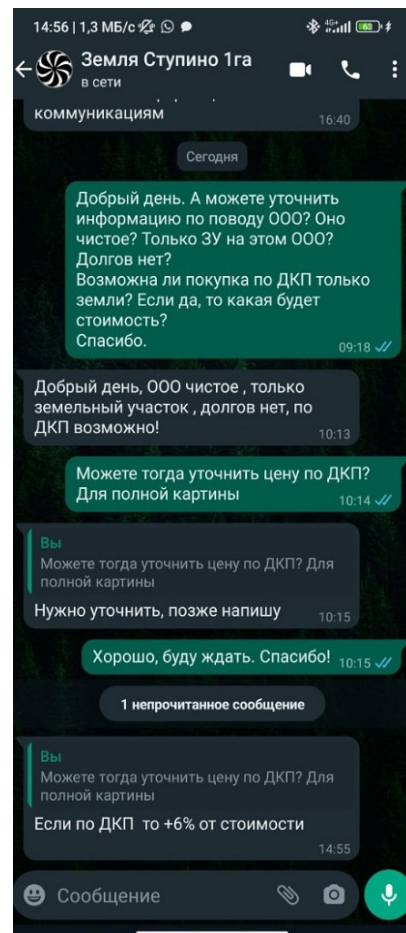 14:56 | 1,3 МБ/с
4G+
63
Земля Ступино 1га
в сети
коммуникациям
16:40
Сегодня
Добрый день. А можете уточнить
информацию по поводу ООО? Оно
чистое? Только ЗУ на этом ООО?
Долгов нет?
Возможна ли покупка по ДКП только
земли? Если да, то какая будет
стоимость?
Спасибо.
09:18
Добрый день, ООО чистое , только
земельный участок , долгов нет, по
ДКП возможно!
10:13
Можете тогда уточнить цену по ДКП?
Для полной картины
10:14
Вы
Можете тогда уточнить цену по ДКП? Для
полной картины
Нужно уточнить, позже напишу
10:15
Хорошо, буду ждать. Спасибо!
10:15
1 непрочитанное сообщение
Вы
Можете тогда уточнить цену по ДКП? Для
полной картины
Если по ДКП  то +6% от стоимости
14:55
Сообщение